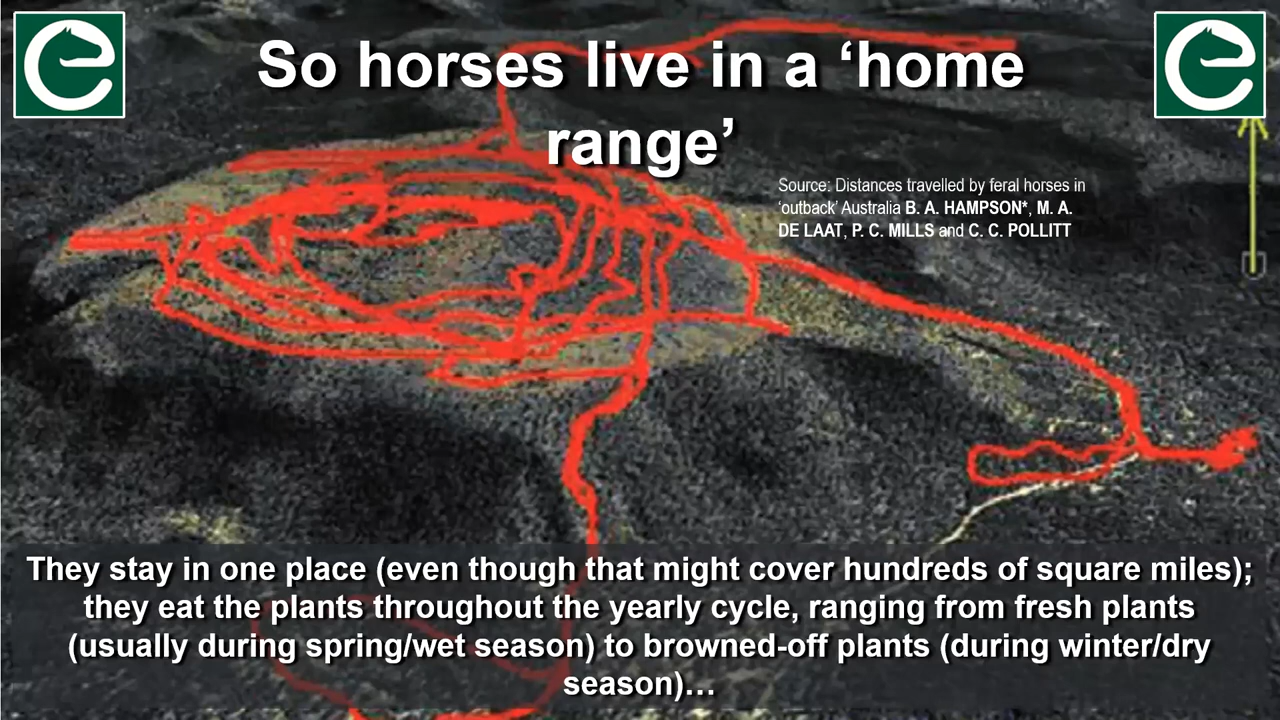 So horses live in a ‘home
range’
Source: Distances travelled by feral horses in
‘outback’ Australia B. A. HAMPSON*, M. A.
DE LAAT, P. C. MILLS and C. C. POLLITT
They stay in one place (even though that might cover hundreds of square miles);
they eat the plants throughout the yearly cycle, ranging from fresh plants
(usually during spring/wet season) to browned-off plants (during winter/dry
season)…